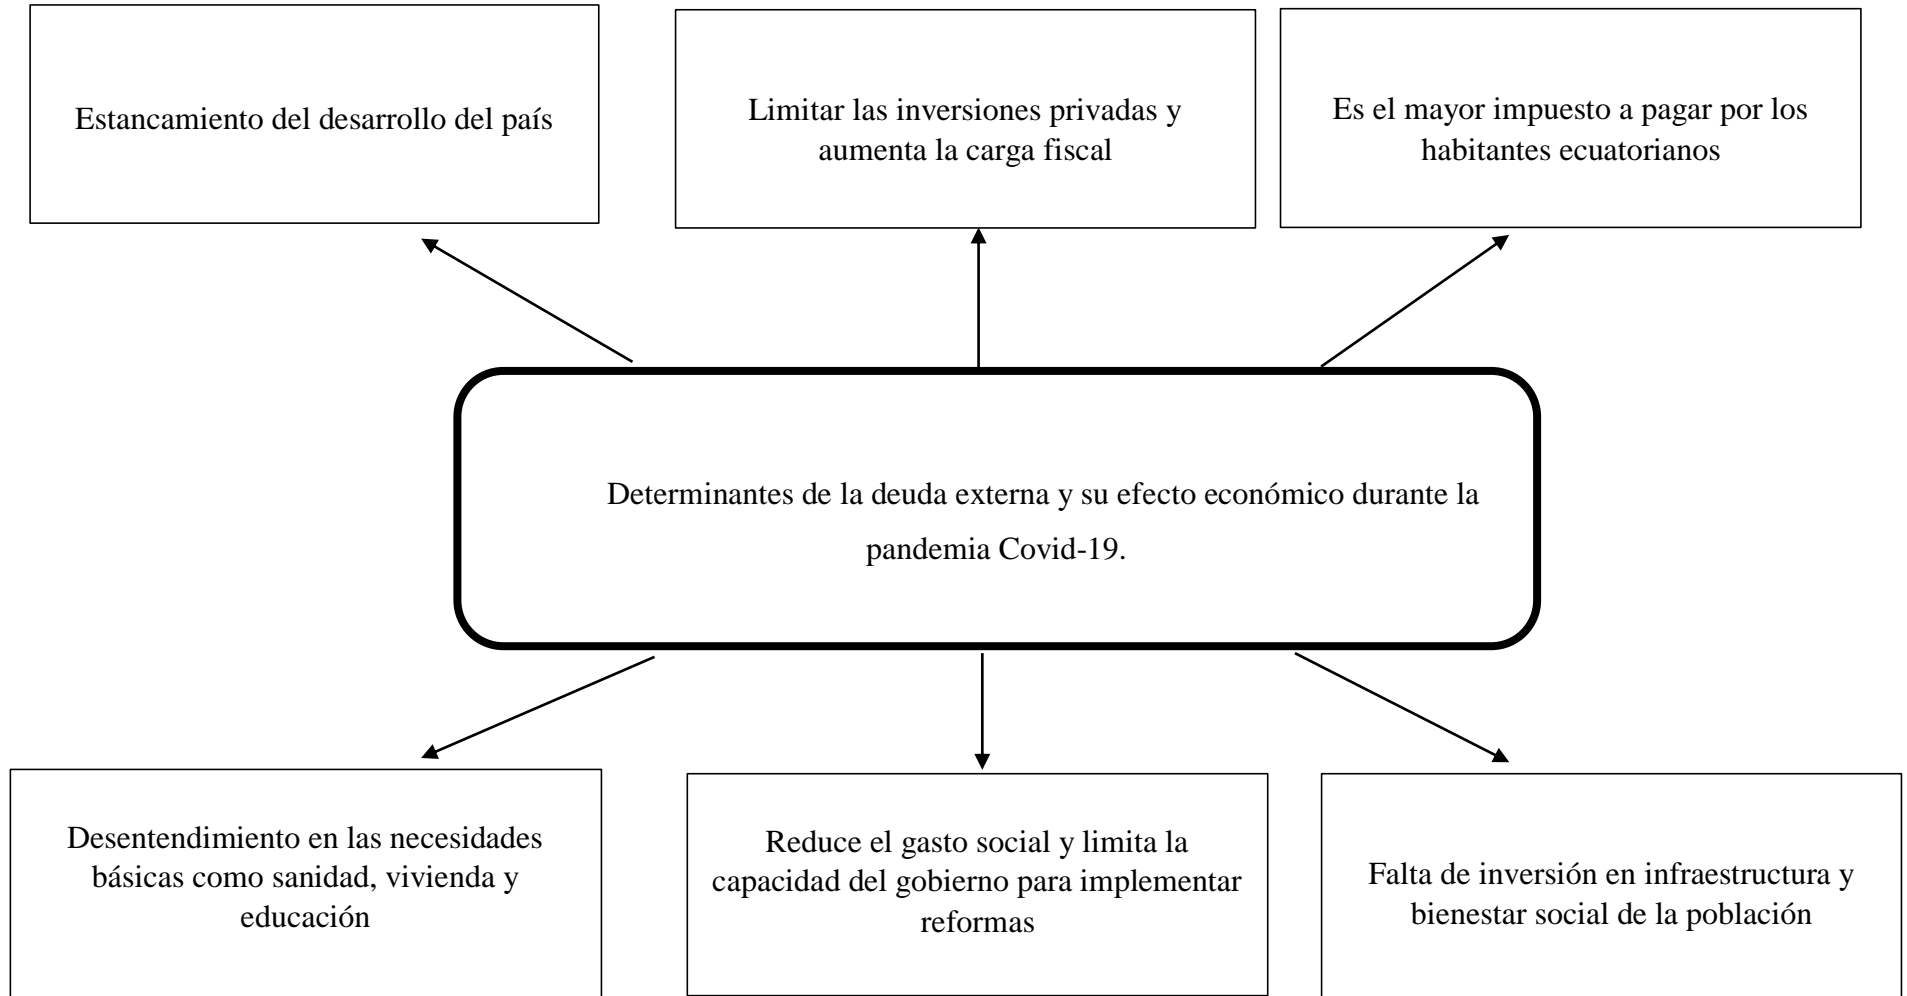 Estancamiento del desarrollo del país
Limitar las inversiones privadas y
aumenta la carga fiscal
Es el mayor impuesto a pagar por los
habitantes ecuatorianos
Determinantes de la deuda externa y su efecto económico durante la
pandemia Covid-19.
Desentendimiento en las necesidades
básicas como sanidad, vivienda y
educación
Reduce el gasto social y limita la
capacidad del gobierno para implementar
reformas
Falta de inversión en infraestructura y
bienestar social de la población